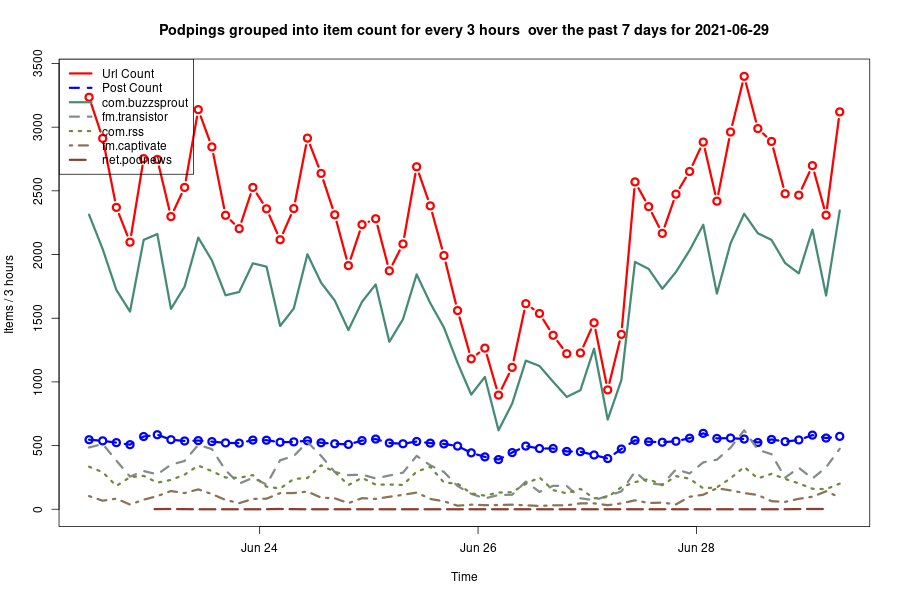 Podpings grouped into item count for every 3 hours  over the past 7 days for 2021-06-29
Items / 3 hours
3500
3000
2500
2000
1500
1000
500
0
Url Count
Post Count
com.buzzsprout
fm.transistor
com.rss
fm.captivate
net.podnews
Jun 24
Jun 26
Jun 28
Time